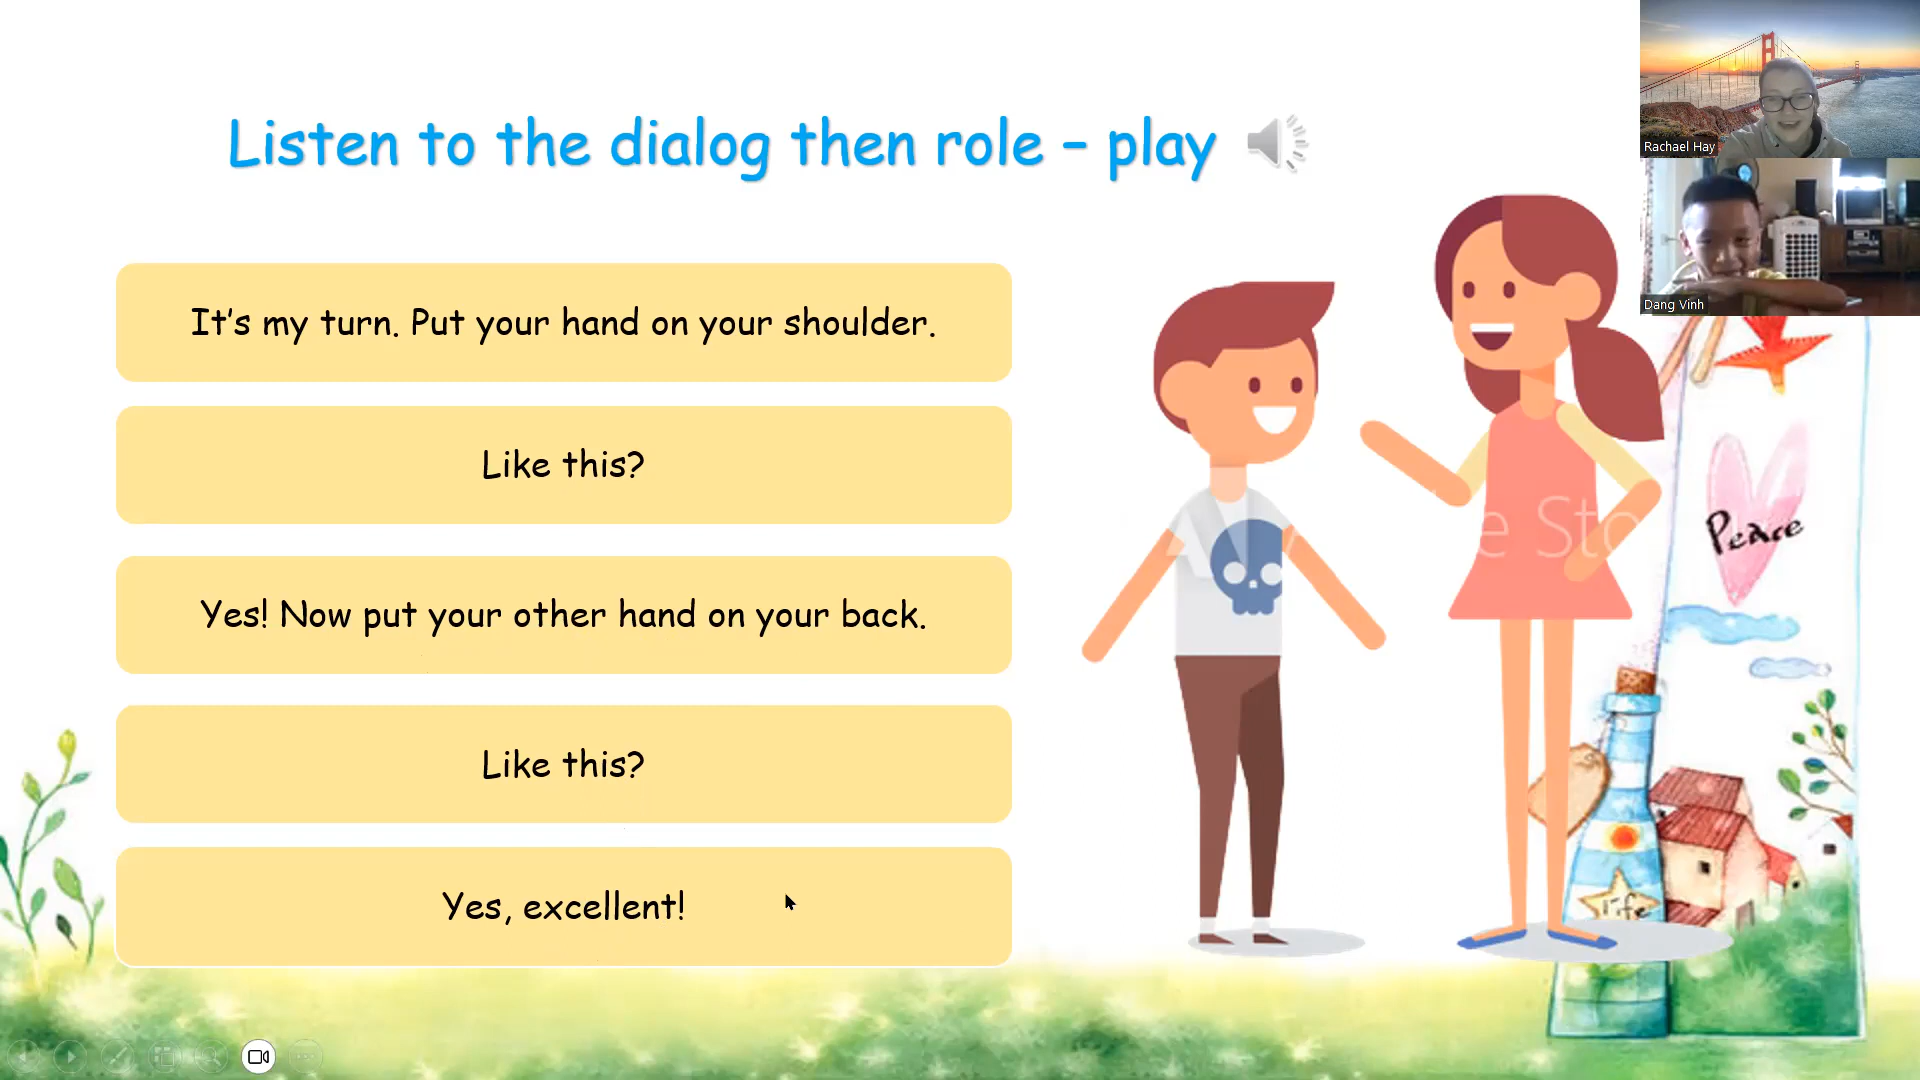 Listen to the dialog then role – play
It's my turn. Put your hand on your shoulder.
Like this?
Yes! Now put your other hand on your back.
Like this?
Yes, excellent!
Rachael Hay
Dang Vinh
Peace
life